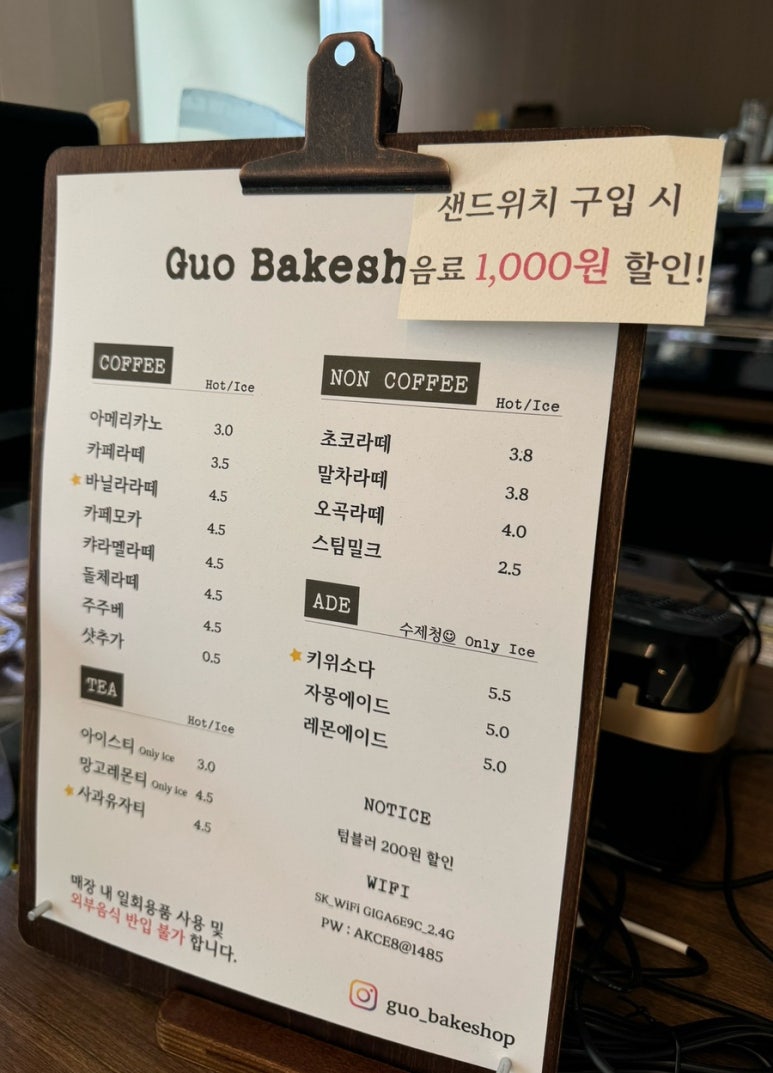 샌드위치 구입 시
음료 1,000원 할인!
Guo Bakesh
COFFEE
Hot/Ice
아메리카노 3.0
카페라떼 3.5
바닐라라떼 4.5
카페모카 4.5
캬라멜라떼 4.5
돌체라떼 4.5
주주베 4.5
샷추가 0.5
TEA
Hot/Ice
아이스티 Only Ice 3.0
망고레몬티 Only Ice 4.5
사과유자티 4.5
매장 내 일회용품 사용 및
외부음식 반입 불가 합니다.
NON COFFEE
Hot/Ice
초코라떼 3.8
말차라떼 3.8
오곡라떼 4.0
스팀밀크 2.5
ADE
수제청☺ Only Ice
키위소다 5.5
자몽에이드 5.0
레몬에이드 5.0
NOTICE
텀블러 200원 할인
WIFI
SK_WiFi GIGA6E9C_2.4G
PW : AKCE8@1485
guo_bakeshop